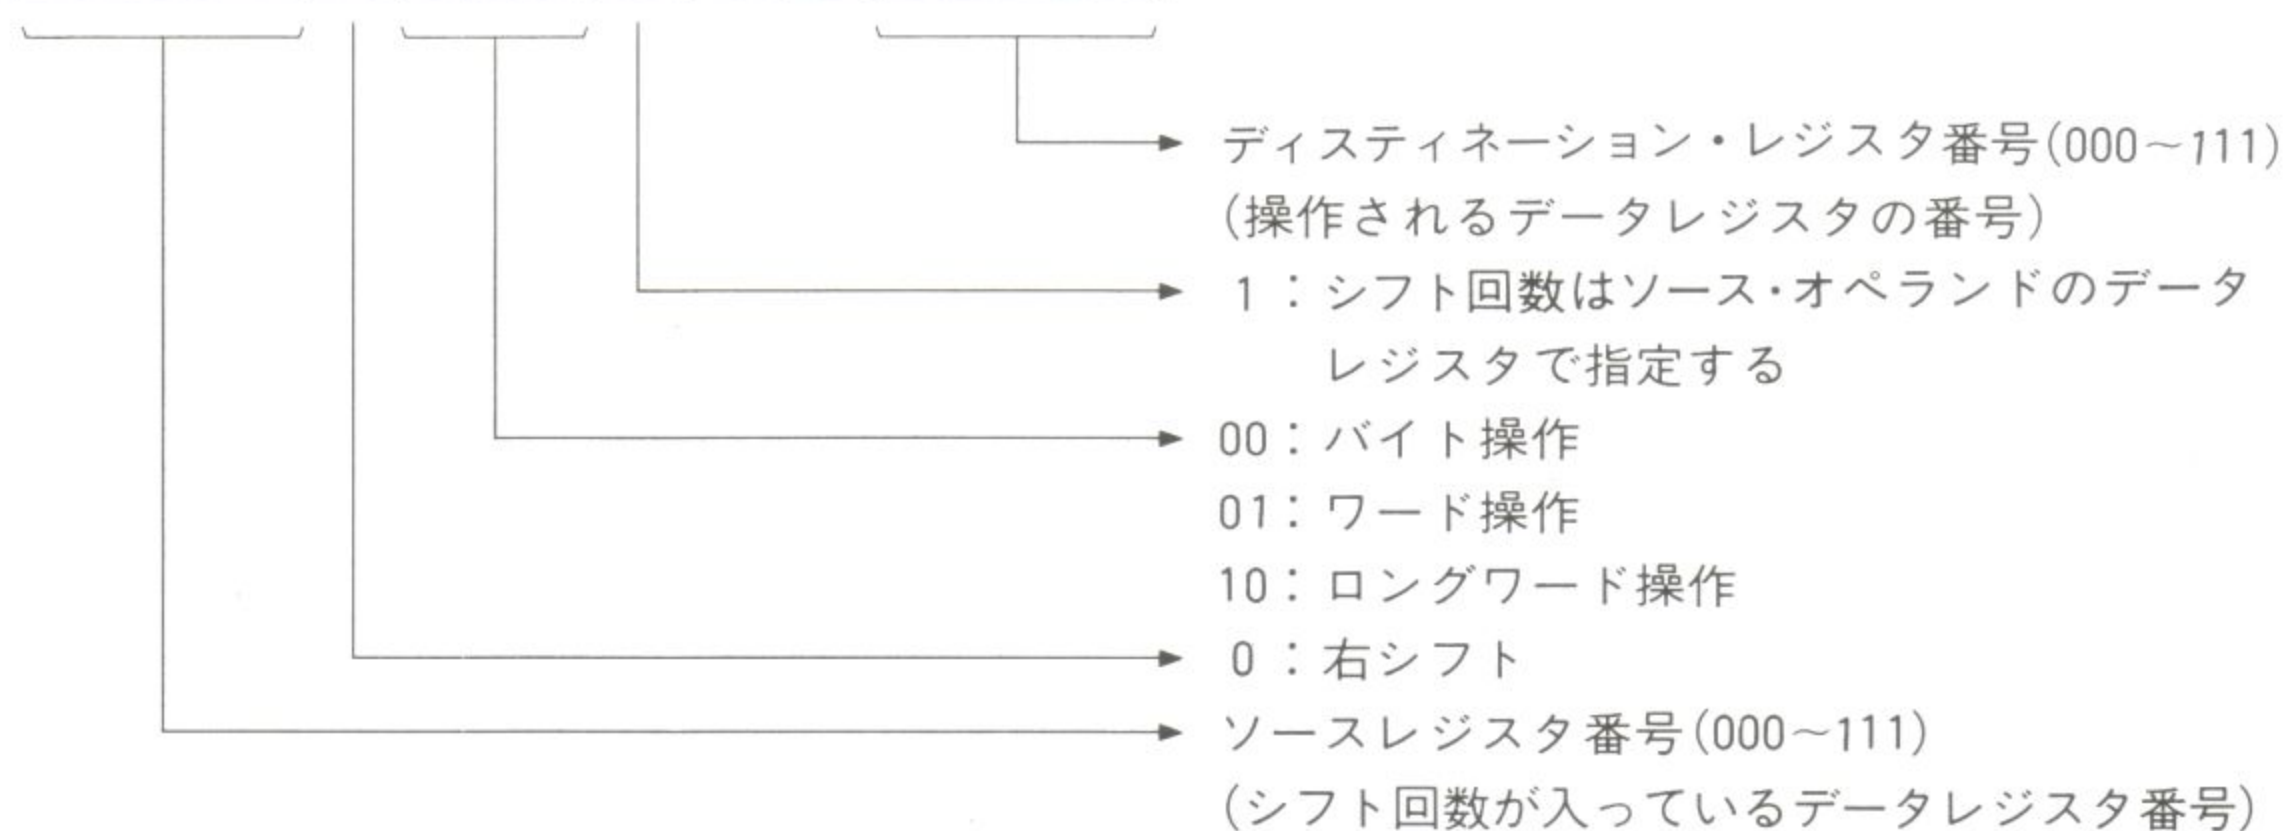 ディスティネーション・レジスタ番号(000～111)
(操作されるデータレジスタの番号)
1：シフト回数はソース・オペランドのデータ
レジスタで指定する
00：バイト操作
01：ワード操作
10：ロングワード操作
0：右シフト
ソースレジスタ番号(000～111)
(シフト回数が入っているデータレジスタ番号)